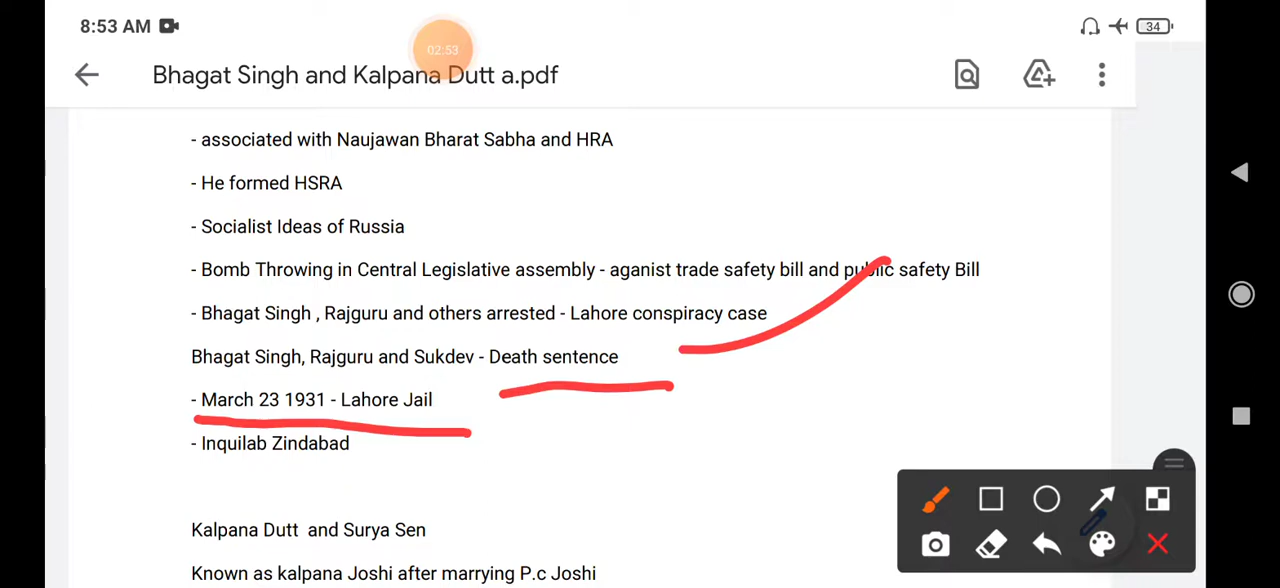 8:53 AM
34
02:53
Bhagat Singh and Kalpana Dutt a.pdf
- associated with Naujawan Bharat Sabha and HRA
- He formed HSRA
- Socialist Ideas of Russia
- Bomb Throwing in Central Legislative assembly - aganist trade safety bill and public safety Bill
- Bhagat Singh , Rajguru and others arrested - Lahore conspiracy case
Bhagat Singh, Rajguru and Sukdev - Death sentence
- March 23 1931 - Lahore Jail
- Inquilab Zindabad
Kalpana Dutt  and Surya Sen
Known as kalpana Joshi after marrying P.c Joshi